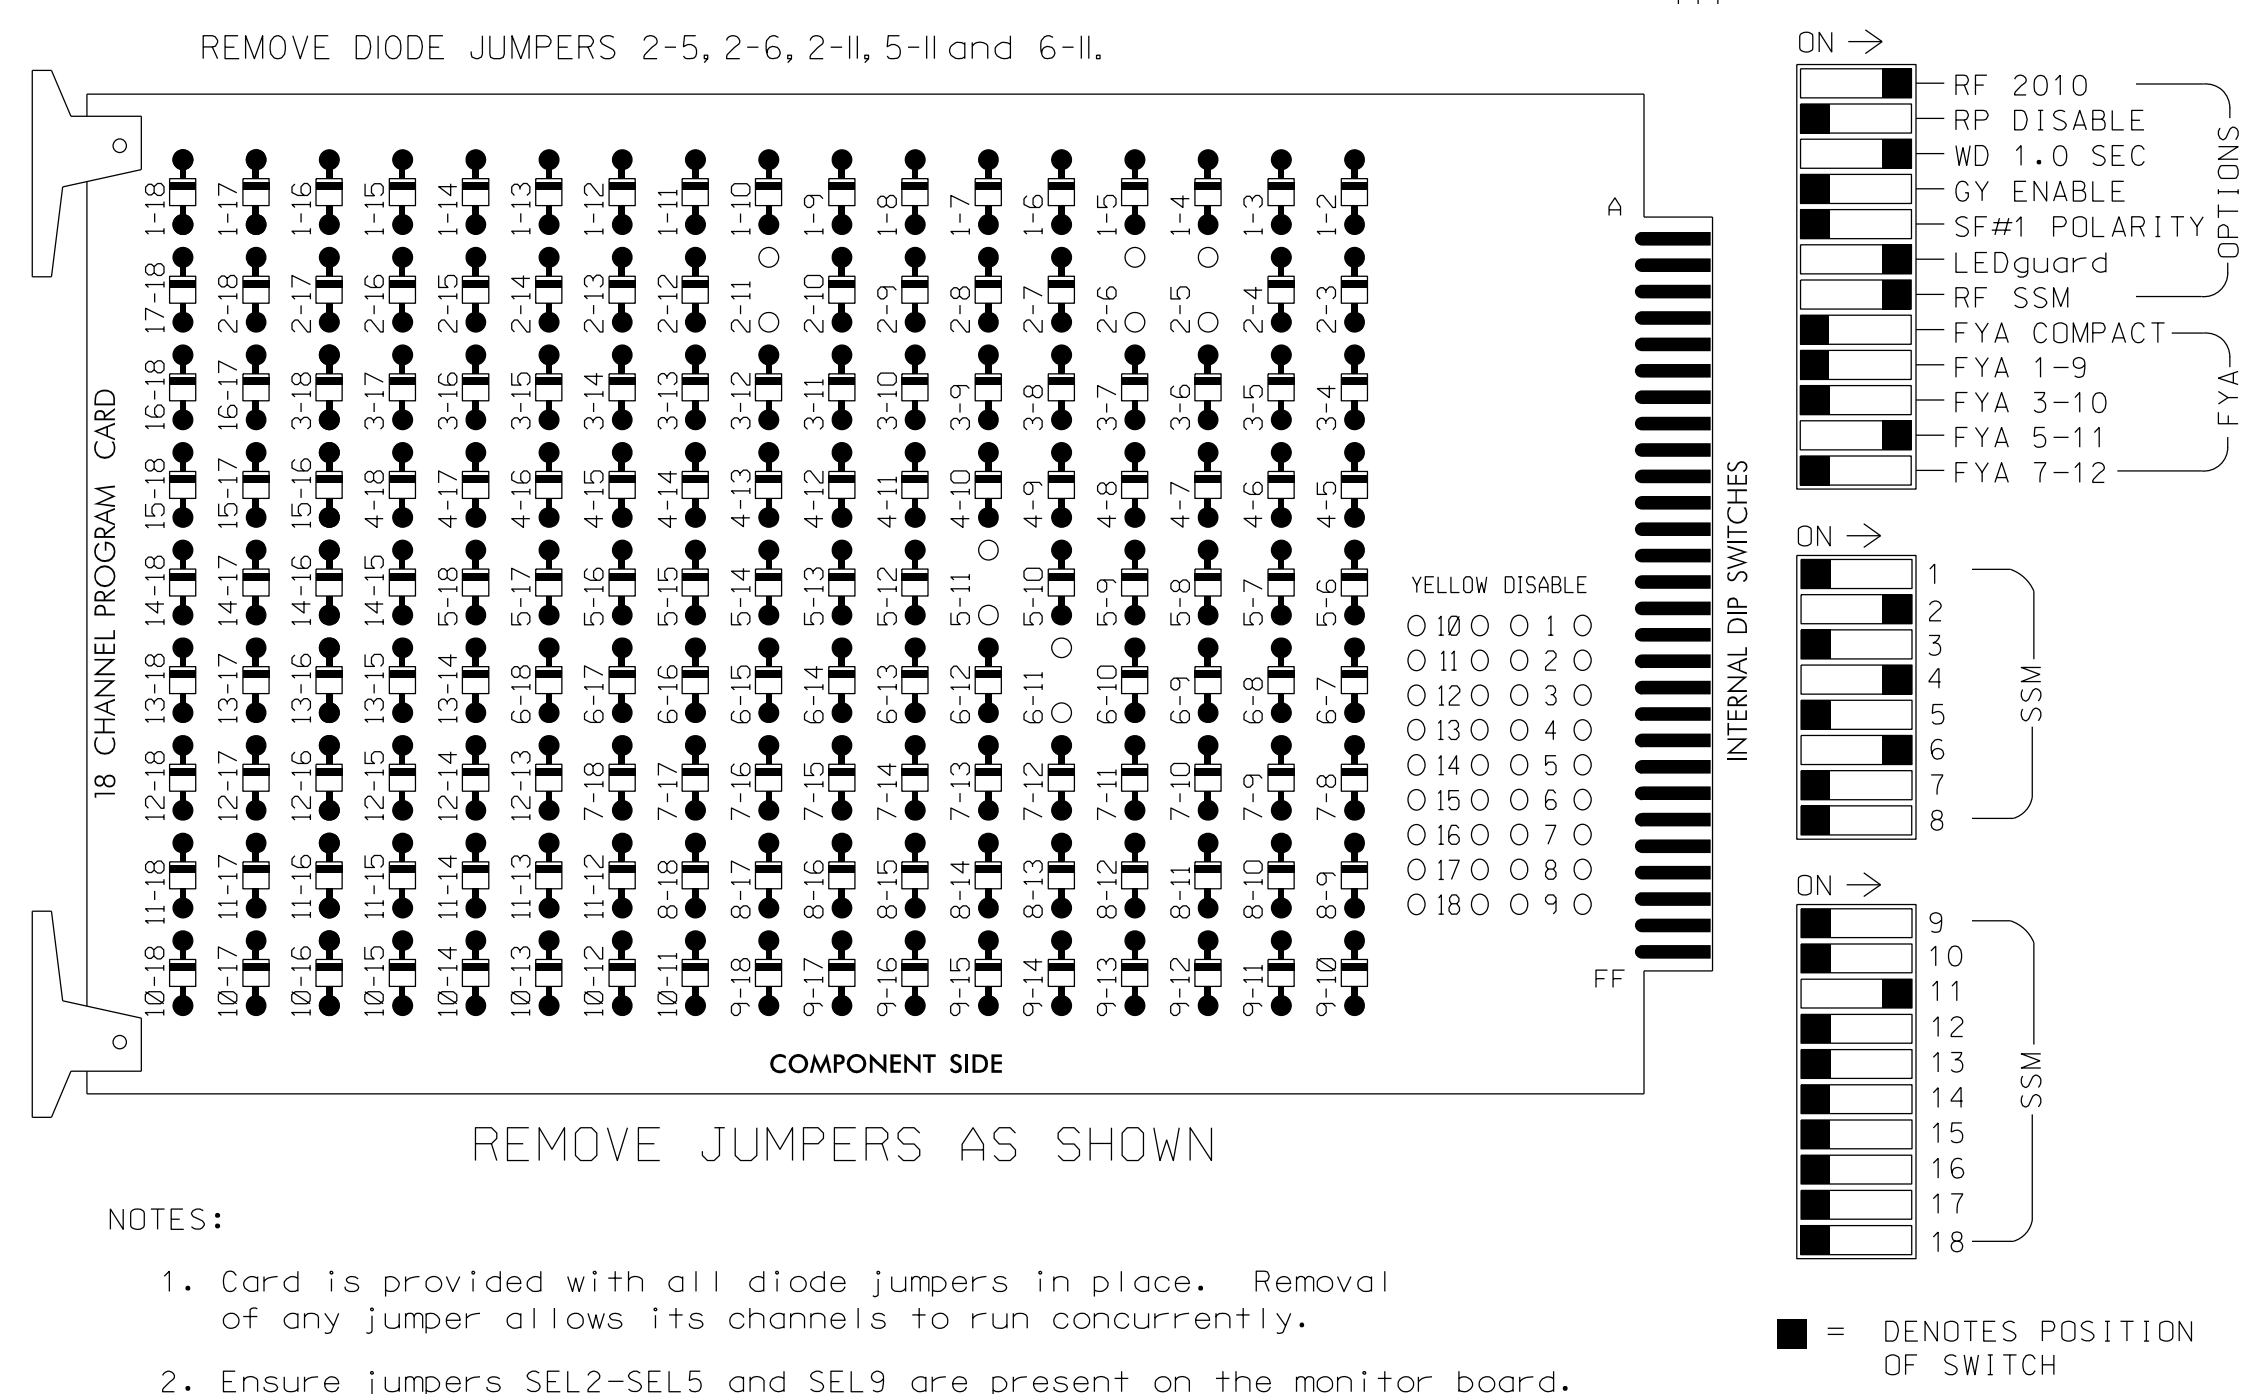 REMOVE DIODE JUMPERS 2-5, 2-6, 2-11, 5-11 and 6-11.
18 CHANNEL PROGRAM CARD
1-18 1-17 1-16 1-15 1-14 1-13 1-12 1-11 1-10 1-9 1-8 1-7 1-6 1-5 1-4 1-3 1-2
17-18 2-18 2-17 2-16 2-15 2-14 2-13 2-12 2-11 2-10 2-9 2-8 2-7 2-6 2-5 2-4 2-3
16-18 16-17 3-18 3-17 3-16 3-15 3-14 3-13 3-12 3-11 3-10 3-9 3-8 3-7 3-6 3-5 3-4
15-18 15-17 15-16 4-18 4-17 4-16 4-15 4-14 4-13 4-12 4-11 4-10 4-9 4-8 4-7 4-6 4-5
14-18 14-17 14-16 14-15 5-18 5-17 5-16 5-15 5-14 5-13 5-12 5-11 5-10 5-9 5-8 5-7 5-6
13-18 13-17 13-16 13-15 13-14 6-18 6-17 6-16 6-15 6-14 6-13 6-12 6-11 6-10 6-9 6-8 6-7
12-18 12-17 12-16 12-15 12-14 12-13 7-18 7-17 7-16 7-15 7-14 7-13 7-12 7-11 7-10 7-9 7-8
11-18 11-17 11-16 11-15 11-14 11-13 11-12 8-18 8-17 8-16 8-15 8-14 8-13 8-12 8-11 8-10 8-9
10-18 10-17 10-16 10-15 10-14 10-13 10-12 10-11 9-18 9-17 9-16 9-15 9-14 9-13 9-12 9-11 9-10
A
YELLOW DISABLE
10 1
11 2
12 3
13 4
14 5
15 6
16 7
17 8
18 9
FF
COMPONENT SIDE
INTERNAL DIP SWITCHES
ON →
RF 2010
RP DISABLE
WD 1.0 SEC
GY ENABLE
SF#1 POLARITY
LEDguard
RF SSM
OPTIONS
FYA COMPACT
FYA 1-9
FYA 3-10
FYA 5-11
FYA 7-12
FYA
ON →
1
2
3
4
5
6
7
8
SSM
ON →
9
10
11
12
13
14
15
16
17
18
SSM
REMOVE JUMPERS AS SHOWN
NOTES:
1. Card is provided with all diode jumpers in place. Removal
of any jumper allows its channels to run concurrently.
2. Ensure jumpers SEL2-SEL5 and SEL9 are present on the monitor board.
= DENOTES POSITION
OF SWITCH